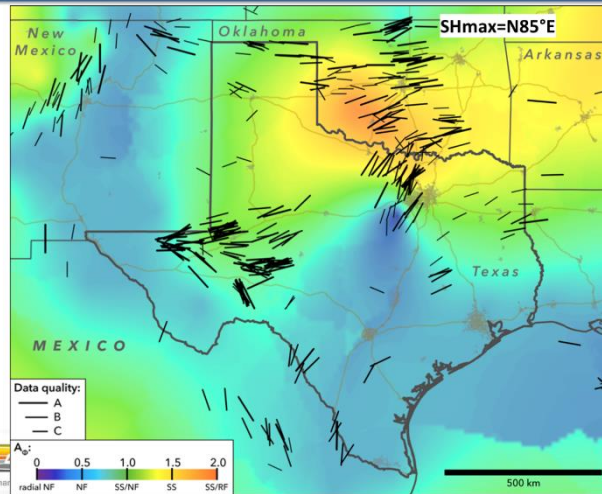 New
Mexico
Oklahoma
SHmax=N85°E
Arkansas
Texas
MEXICO
Data quality:
A
B
C
AΦ:
0 0.5 1.0 1.5 2.0
radial NF NF SS/NF SS SS/RF
500 km